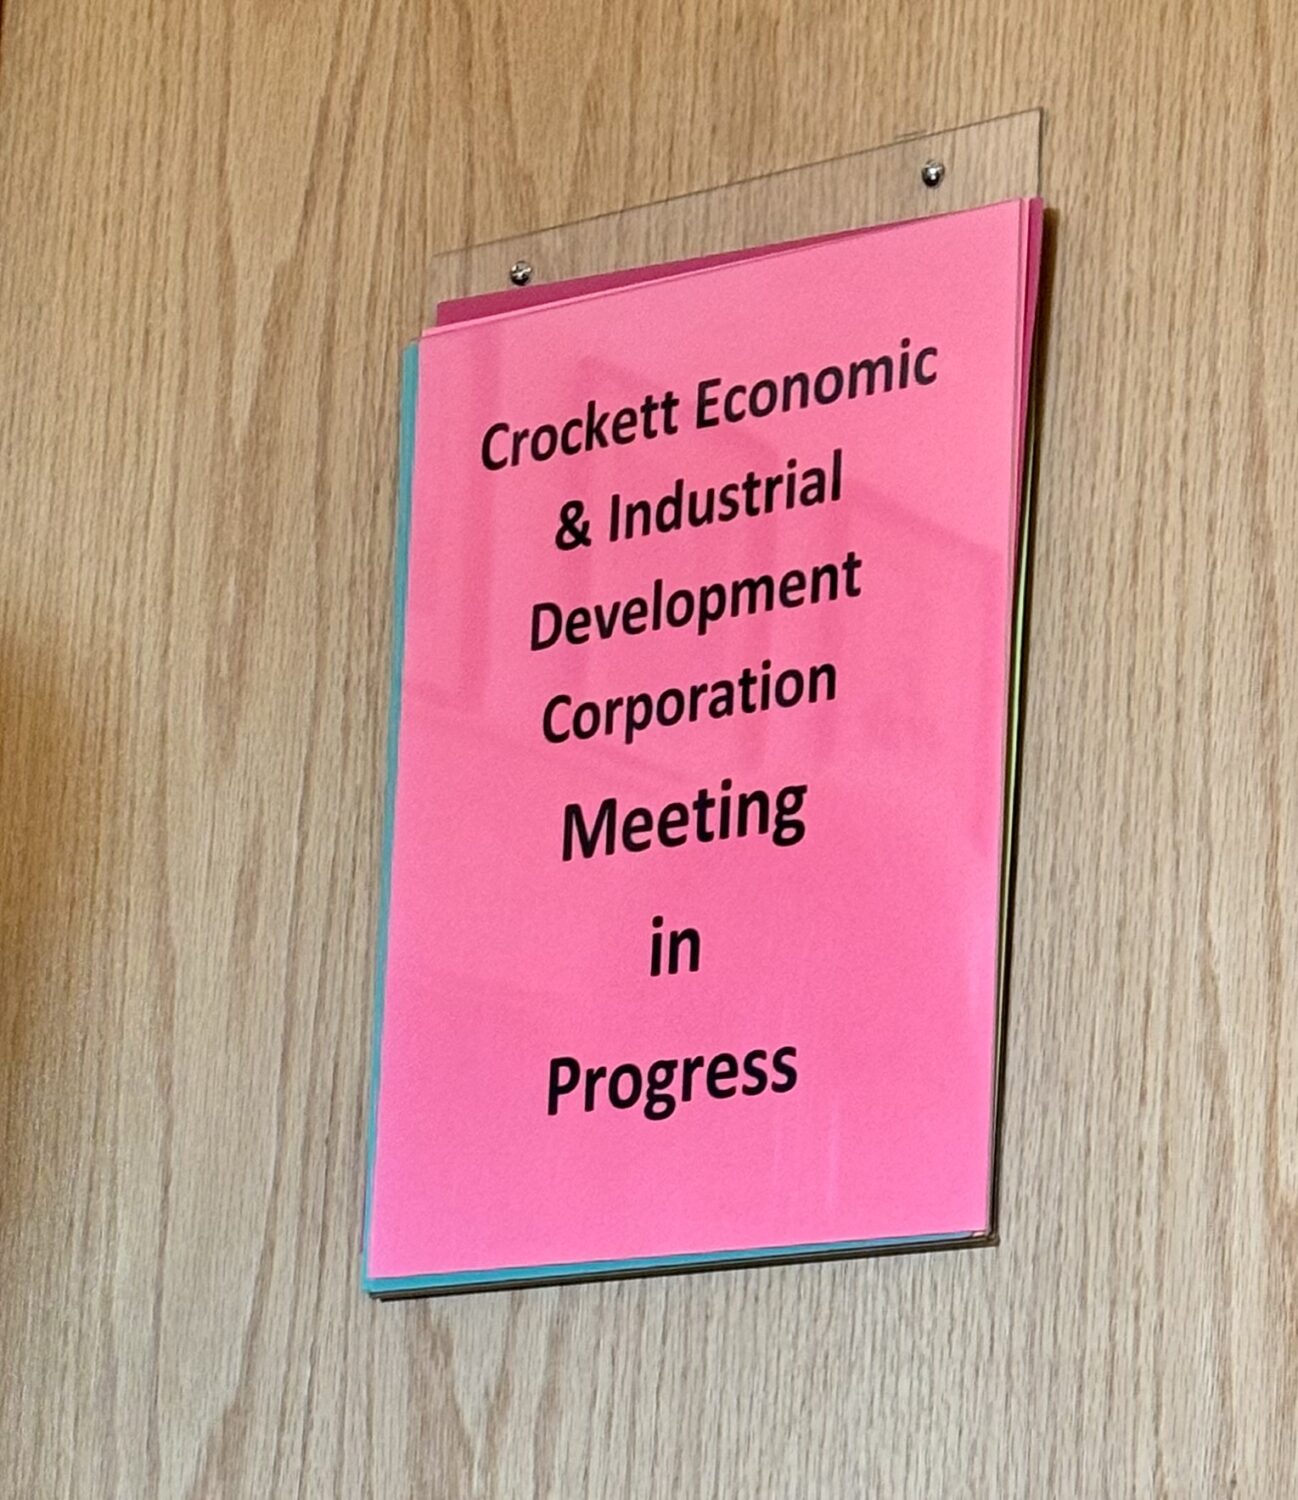 Crockett Economic
& Industrial
Development
Corporation
Meeting
in
Progress